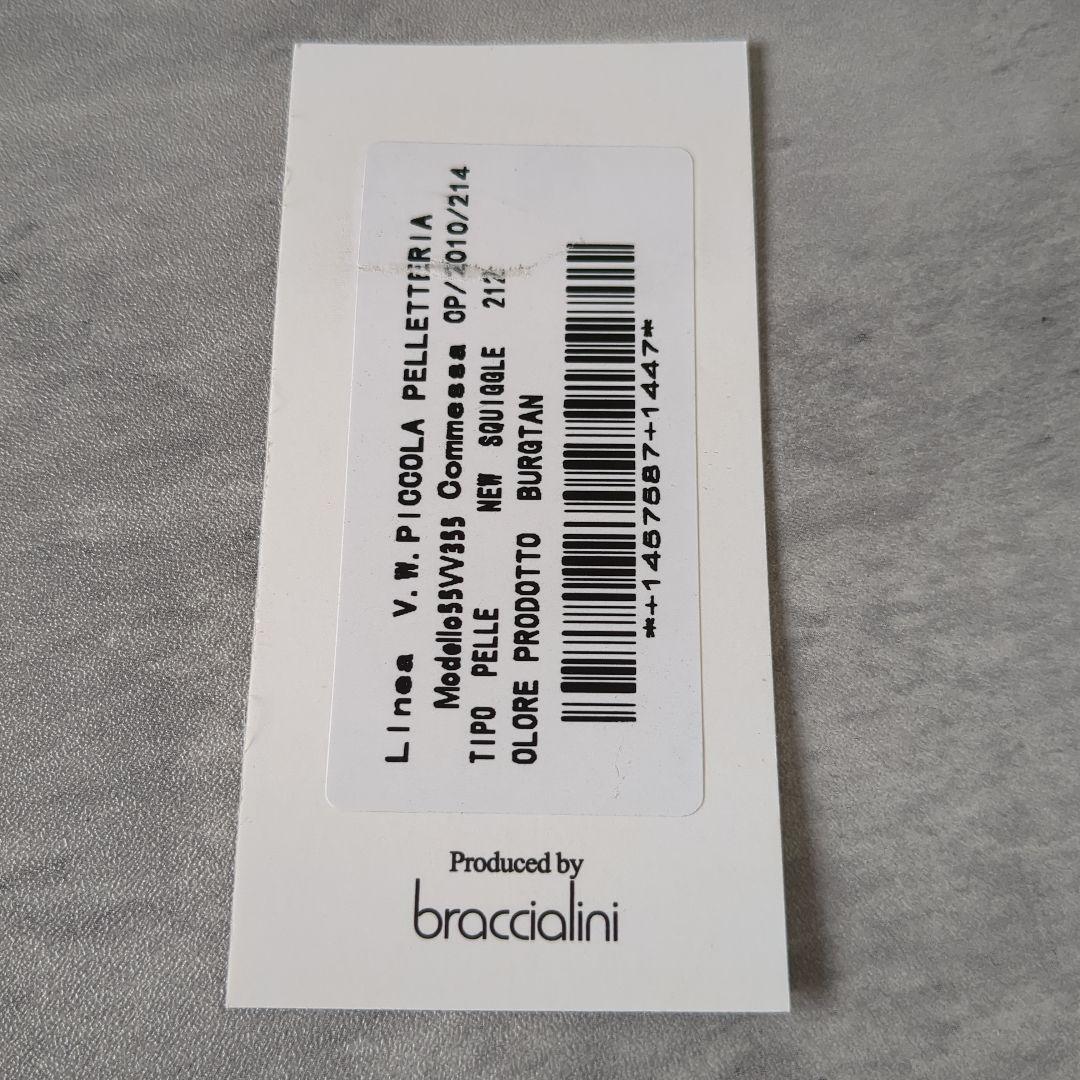 Linea V.W.PICCOLA PELLETTERIA
Modello55VV355 Commessa OP/2010/214
TIPO PELLE NEW SQUIGGLE 212
OLORE PRODOTTO BURGTAN
*+1457587+1447*
Produced by
braccialini